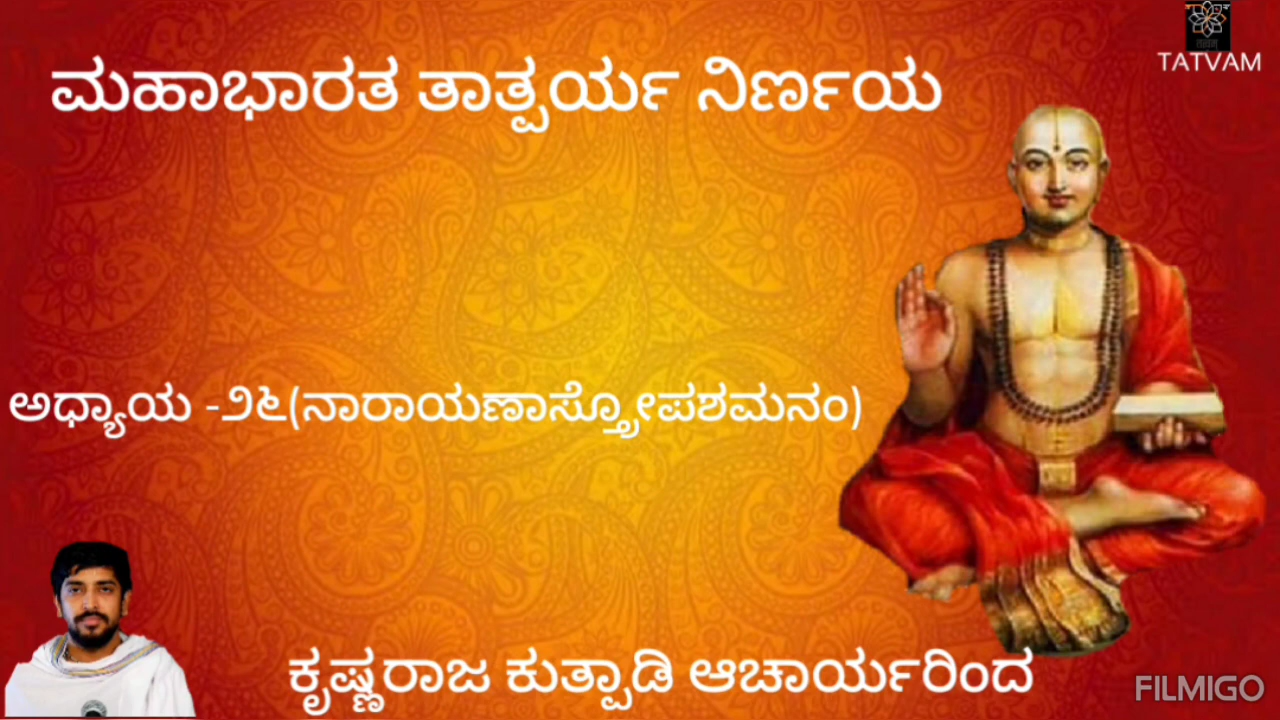 TATVAM
ಮಹಾಭಾರತ ತಾತ್ಪರ್ಯ ನಿರ್ಣಯ
ಅಧ್ಯಾಯ -೨೬(ನಾರಾಯಣಾಸ್ತ್ರೋಪಶಮನಂ)
ಕೃಷ್ಣರಾಜ ಕುತ್ಪಾಡಿ ಆಚಾರ್ಯರಿಂದ
FILMIGO